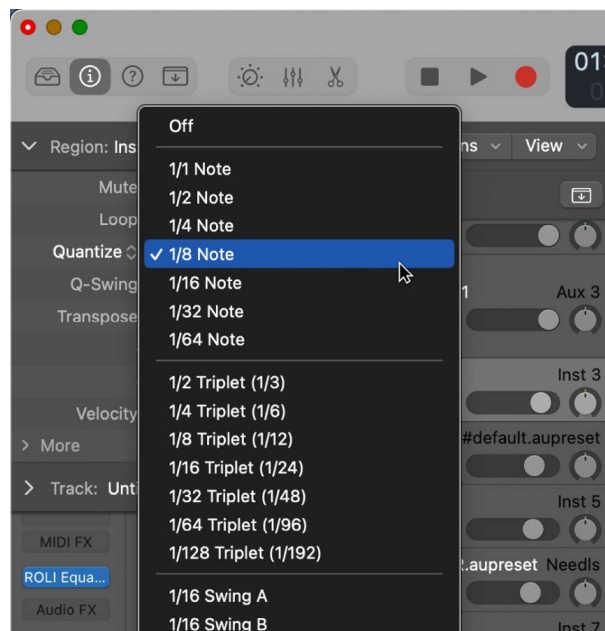 01
0
Region: Ins
ns
View
Mute
Loop
Quantize
Q-Swing
Transpose
Velocity
More
Track: Unti
MIDI FX
ROLI Equa...
Audio FX
Off
1/1 Note
1/2 Note
1/4 Note
✓ 1/8 Note
1/16 Note
1/32 Note
1/64 Note
1/2 Triplet (1/3)
1/4 Triplet (1/6)
1/8 Triplet (1/12)
1/16 Triplet (1/24)
1/32 Triplet (1/48)
1/64 Triplet (1/96)
1/128 Triplet (1/192)
1/16 Swing A
1/16 Swing B
1 Aux 3
Inst 3
#default.aupreset
Inst 5
.aupreset Needls
Inst 7